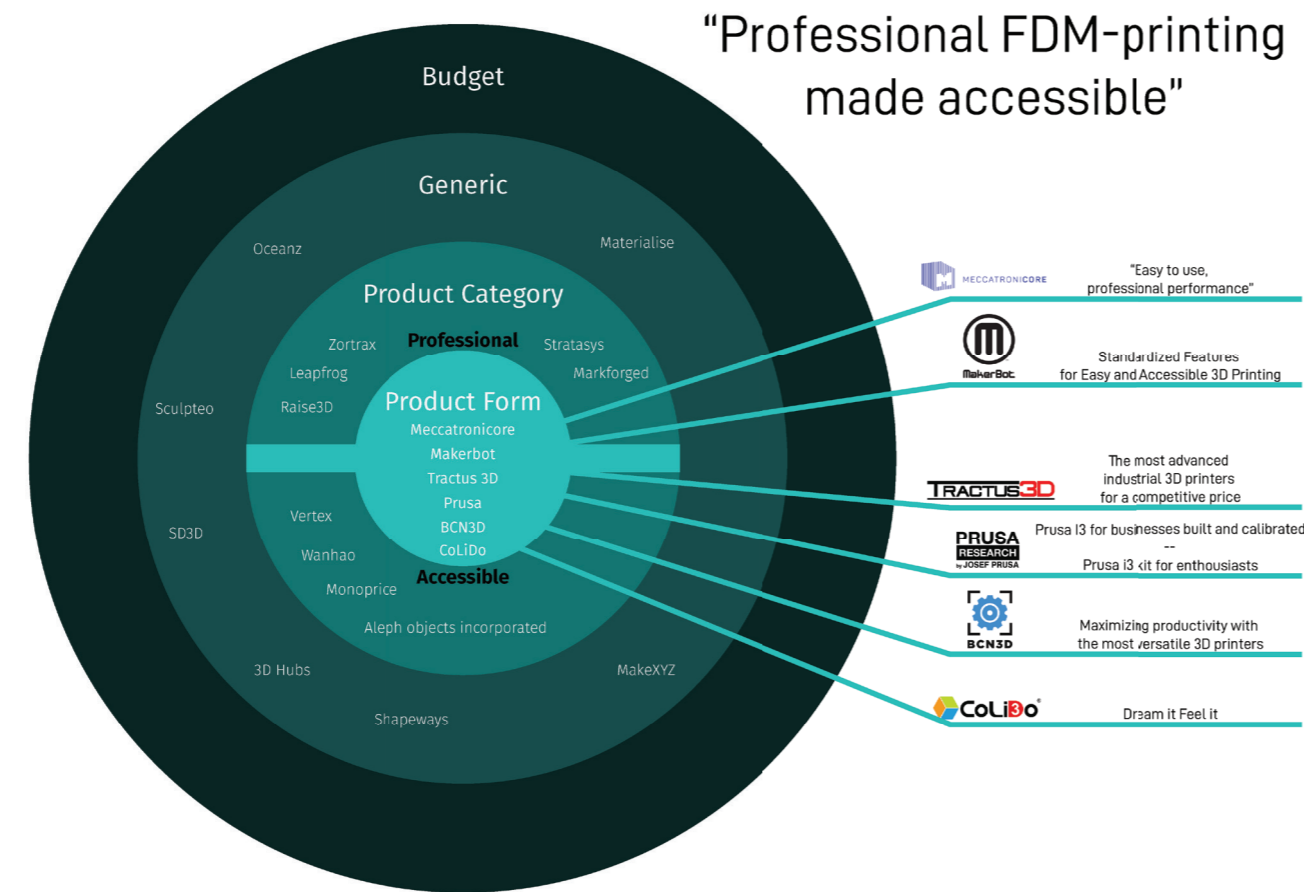 “Professional FDM-printing
made accessible”
Budget
Generic
Oceanz
Materialise
Product Category
Zortrax
Professional
Stratasys
Leapfrog
Markforged
Sculpteo
Raise3D
Product Form
Meccatronicore
Makerbot
Tractus 3D
Prusa
BCN3D
CoLiDo
Accessible
Vertex
SD3D
Wanhao
Monoprice
Aleph objects incorporated
3D Hubs
MakeXYZ
Shapeways
MECCATRONICORE
"Easy to use,
professional performance"
MakerBot.
Standardized Features
for Easy and Accessible 3D Printing
TRACTUS3D
The most advanced
industrial 3D printers
for a competitive price
PRUSA
RESEARCH
by JOSEF PRUSA
Prusa I3 for businesses built and calibrated
--
Prusa i3 kit for enthousiasts
BCN3D
Maximizing productivity with
the most versatile 3D printers
CoLi3Do®
Dream it Feel it